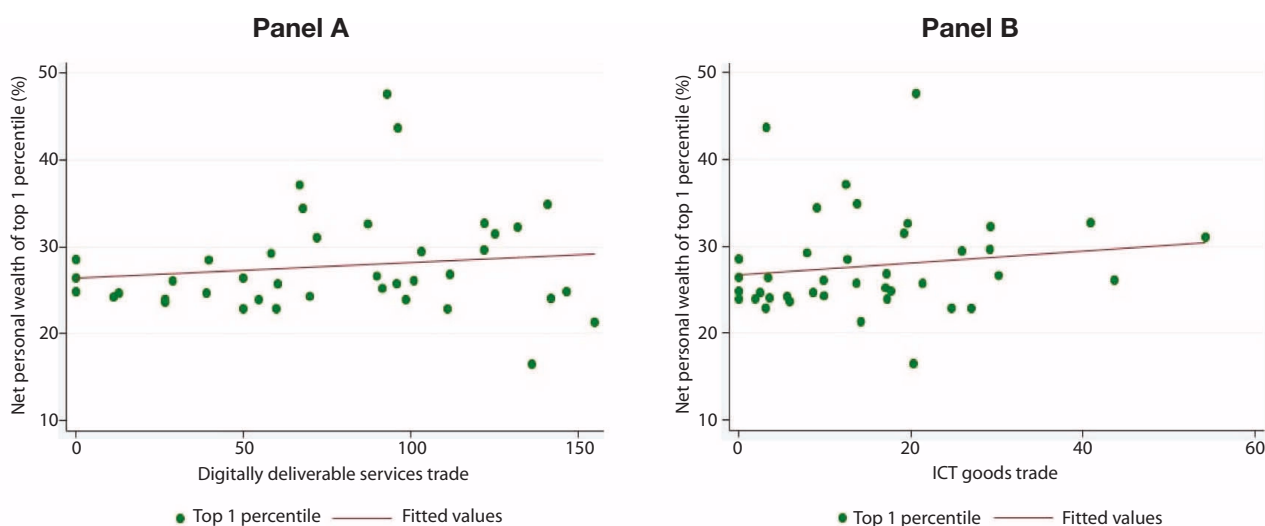 Panel A
Net personal wealth of top 1 percentile (%)
50
40
30
20
10
0
50
100
150
Digitally deliverable services trade
Top 1 percentile
Fitted values
Panel B
Net personal wealth of top 1 percentile (%)
50
40
30
20
10
0
20
40
60
ICT goods trade
Top 1 percentile
Fitted values